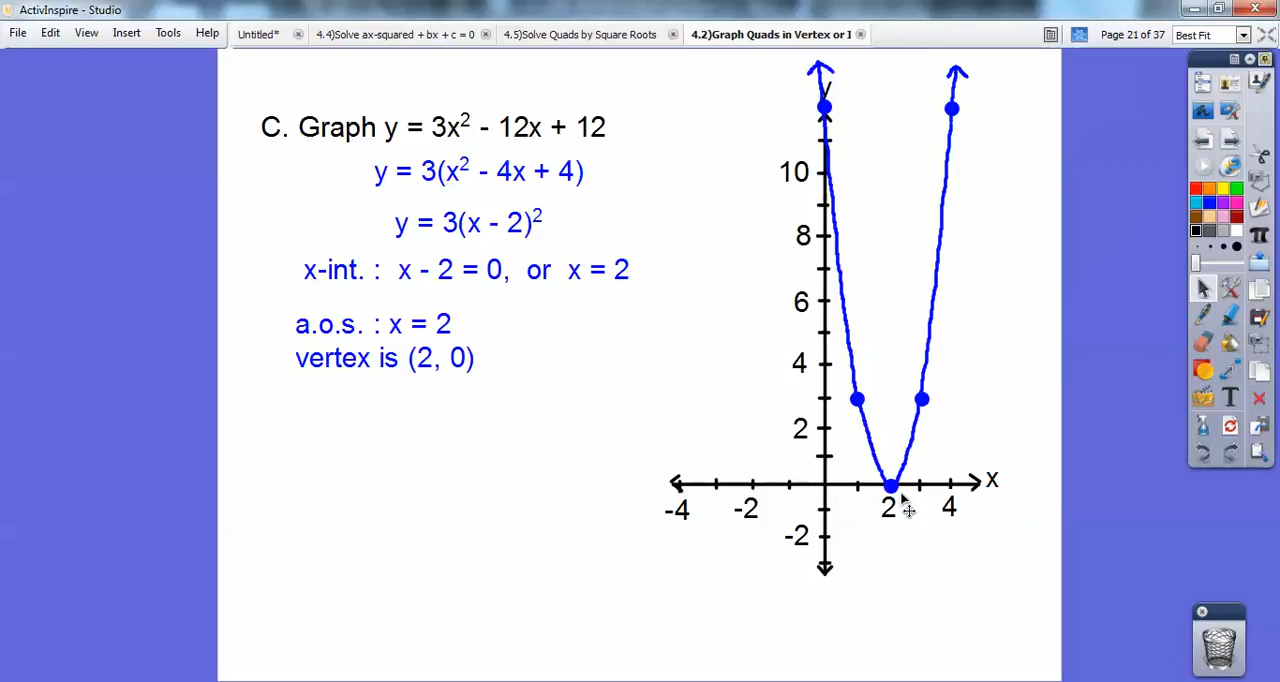 ActivInspire - Studio
File Edit View Insert Tools Help
Untitled* 4.4)Solve ax-squared + bx + c = 0 4.5)Solve Quads by Square Roots 4.2)Graph Quads in Vertex or I
Page 21 of 37 Best Fit
C. Graph y = 3x² - 12x + 12
y = 3(x² - 4x + 4)
y = 3(x - 2)²
x-int. : x - 2 = 0, or x = 2
a.o.s. : x = 2
vertex is (2, 0)
y
10
8
6
4
2
x
-4 -2 2 4
-2